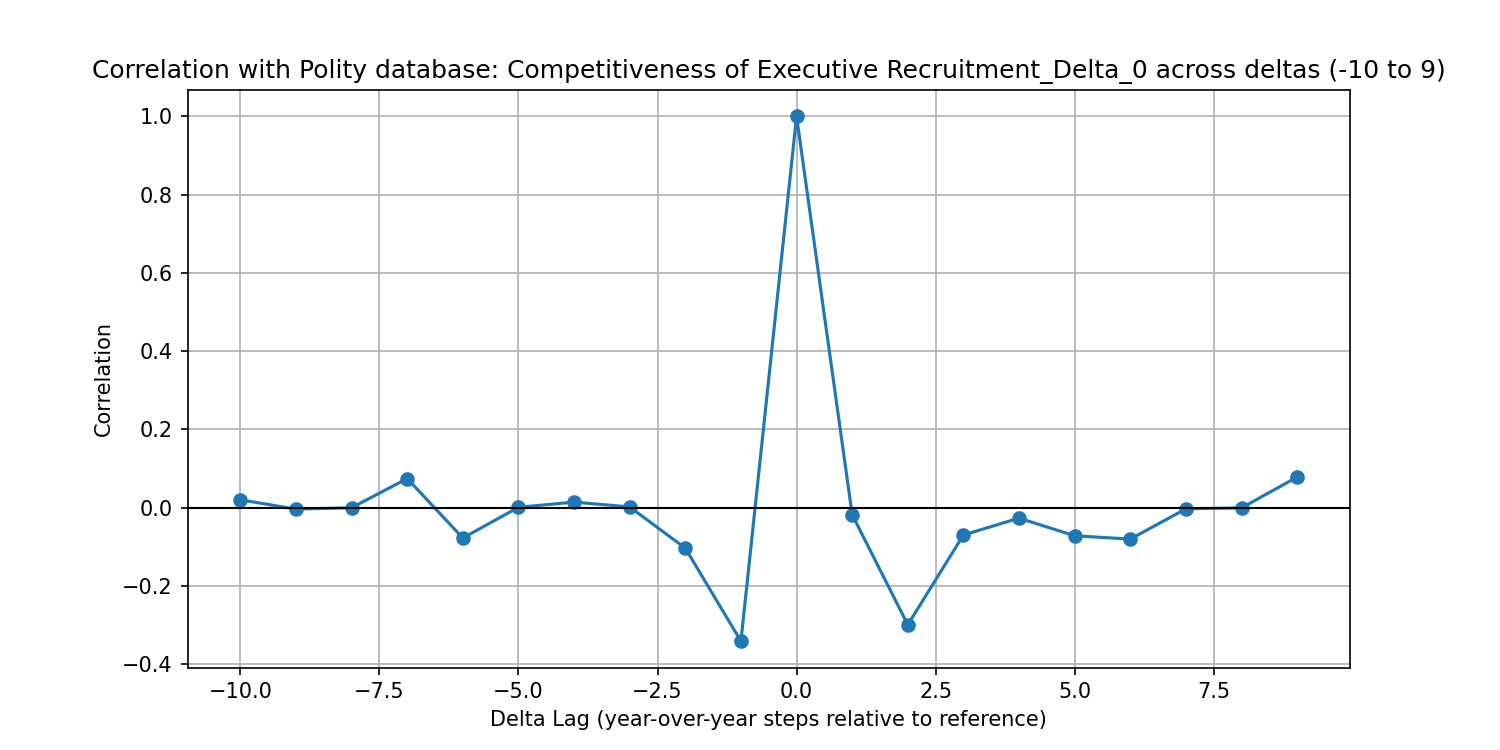 Correlation with Polity database: Competitiveness of Executive Recruitment_Delta_0 across deltas (-10 to 9)
Correlation
1.0
0.8
0.6
0.4
0.2
0.0
−0.2
−0.4
−10.0 −7.5 −5.0 −2.5 0.0 2.5 5.0 7.5
Delta Lag (year-over-year steps relative to reference)